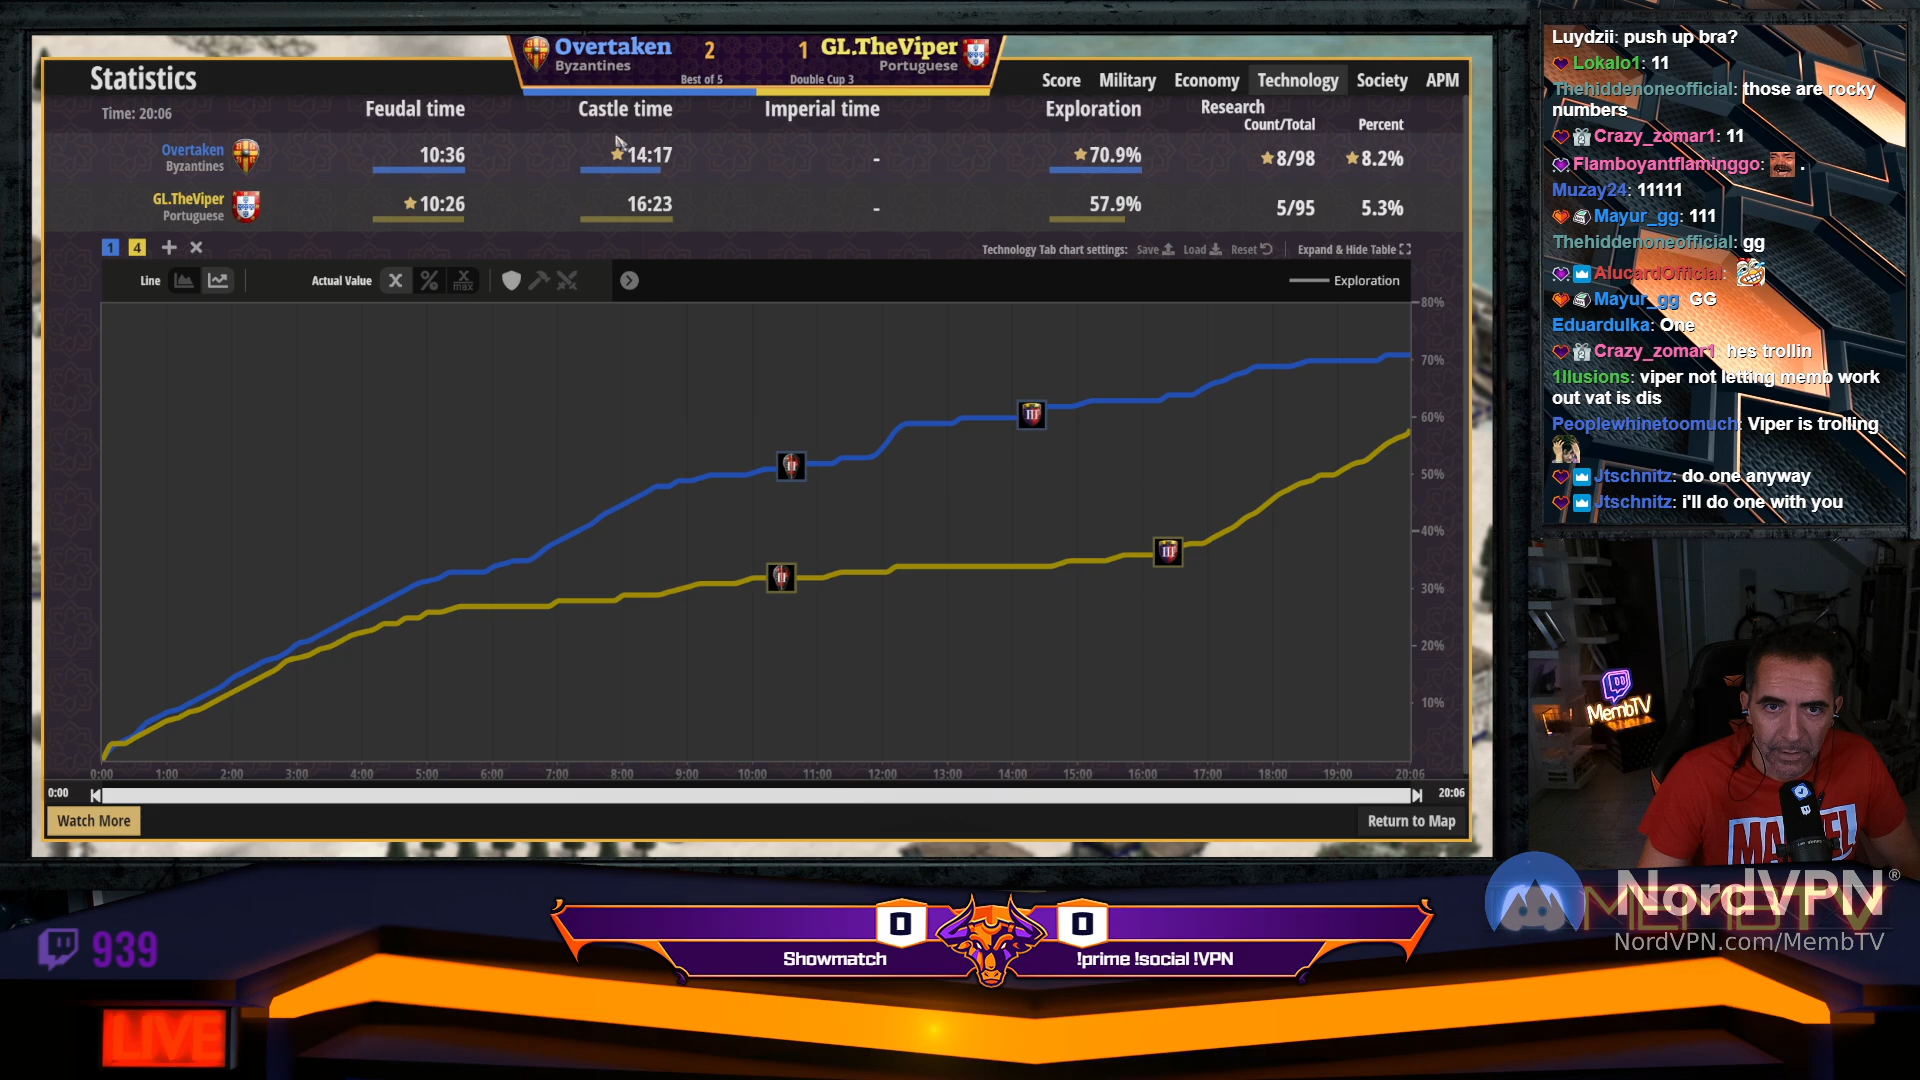 Overtaken 2 1 GL.TheViper
Byzantines Portuguese
Best of 5 Double Cup 3
Statistics
Time: 20:06
Score Military Economy Technology Society APM
Feudal time Castle time Imperial time Exploration Research
Count/Total Percent
Overtaken
Byzantines
10:36 14:17 - 70.9% 8/98 8.2%
GL.TheViper
Portuguese
10:26 16:23 - 57.9% 5/95 5.3%
1 4 + ×
Technology Tab chart settings: Save Load Reset Expand & Hide Table
Line Actual Value X % X max
Exploration
80%
70%
60%
50%
40%
30%
20%
10%
II
III
II
III
0:00 1:00 2:00 3:00 4:00 5:00 6:00 7:00 8:00 9:00 10:00 11:00 12:00 13:00 14:00 15:00 16:00 17:00 18:00 19:00 20:06
0:00 20:06
Watch More Return to Map
Luydzii: push up bra?
Lokalo1: 11
Thehiddenoneofficial: those are rocky
numbers
Crazy_zomar1: 11
Flamboyantflaminggo: .
Muzay24: 11111
Mayur_gg: 111
Thehiddenoneofficial: gg
AlucardOfficial:
Mayur_gg GG
Eduardulka: One
Crazy_zomar1 hes trollin
1llusions: viper not letting memb work
out vat is dis
Peoplewhinetoomuch: Viper is trolling
Jtschnitz: do one anyway
Jtschnitz: i'll do one with you
MembTV
MARVEL
NordVPN®
MEMBTV
NordVPN.com/MembTV
0 0
Showmatch !prime !social !VPN
939
LIVE